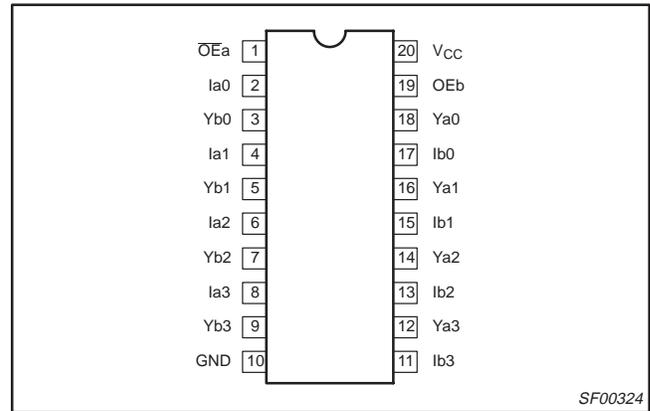 O̅E̅a 1 20 VCC
Ia0 2 19 OEb
Yb0 3 18 Ya0
Ia1 4 17 Ib0
Yb1 5 16 Ya1
Ia2 6 15 Ib1
Yb2 7 14 Ya2
Ia3 8 13 Ib2
Yb3 9 12 Ya3
GND 10 11 Ib3
SF00324